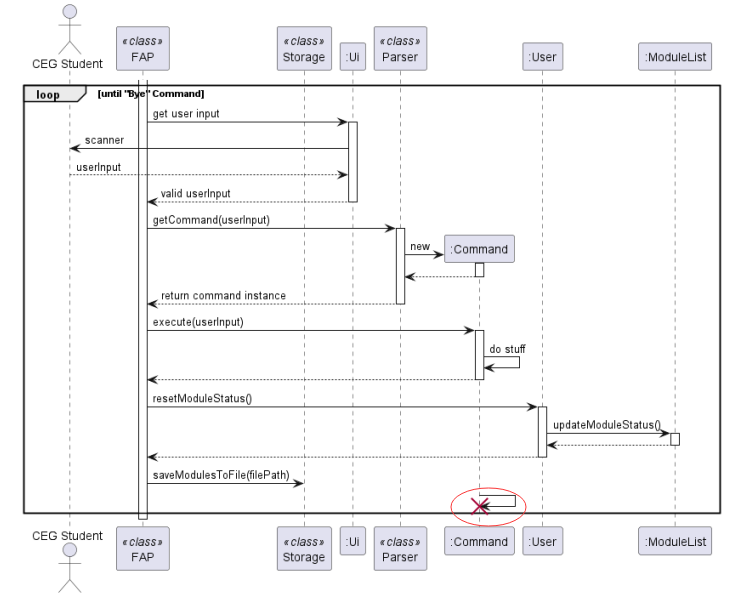 CEG Student
«class»
FAP
«class»
Storage
:Ui
«class»
Parser
:User
:ModuleList
loop
[until "Bye" Command]
get user input
scanner
userInput
valid userInput
getCommand(userInput)
new
:Command
return command instance
execute(userInput)
do stuff
resetModuleStatus()
updateModuleStatus()
saveModulesToFile(filePath)
CEG Student
«class»
FAP
«class»
Storage
:Ui
«class»
Parser
:Command
:User
:ModuleList